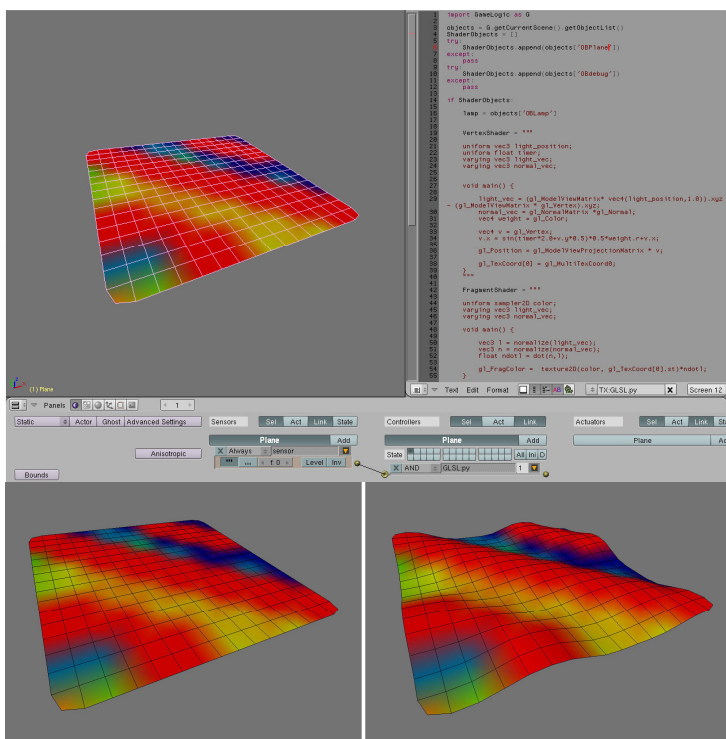 import GameLogic as G
objects = G.getCurrentScene().getObjectList()
ShaderObjects = []
try:
ShaderObjects.append(objects['OBPlane'])
except:
pass
try:
ShaderObjects.append(objects['OBdebug'])
except:
pass
if ShaderObjects:
lamp = objects['OBLamp']
VertexShader = """
uniform vec3 light_position;
uniform float timer;
varying vec3 light_vec;
varying vec3 normal_vec;
void main() {
light_vec = (gl_ModelViewMatrix* vec4(light_position,1.0)).xyz
- (gl_ModelViewMatrix * gl_Vertex).xyz;
normal_vec = gl_NormalMatrix *gl_Normal;
vec4 weight = gl_Color;
vec4 v = gl_Vertex;
v.x = sin(timer*2.0+v.y*0.5)*0.5*weight.r+v.x;
gl_Position = gl_ModelViewProjectionMatrix * v;
gl_TexCoord[0] = gl_MultiTexCoord0;
}
"""
FragmentShader = """
uniform sampler2D color;
varying vec3 light_vec;
varying vec3 normal_vec;
void main() {
vec3 l = normalize(light_vec);
vec3 n = normalize(normal_vec);
float ndotl = dot(n,l);
gl_FragColor = texture2D(color, gl_TexCoord[0].st)*ndotl;
}
(1) Plane
Text Edit Format AB TX:GLSL.py Screen 12
Panels 1
Static Actor Ghost Advanced Settings
Anisotropic
Bounds
Sensors Sel Act Link State
Plane Add
X Always sensor
f: 0 Level Inv
Controllers Sel Act Link
Plane Add
State All Ini D
X AND GLSL.py 1
Actuators Sel Act Link Sta
Plane Ad